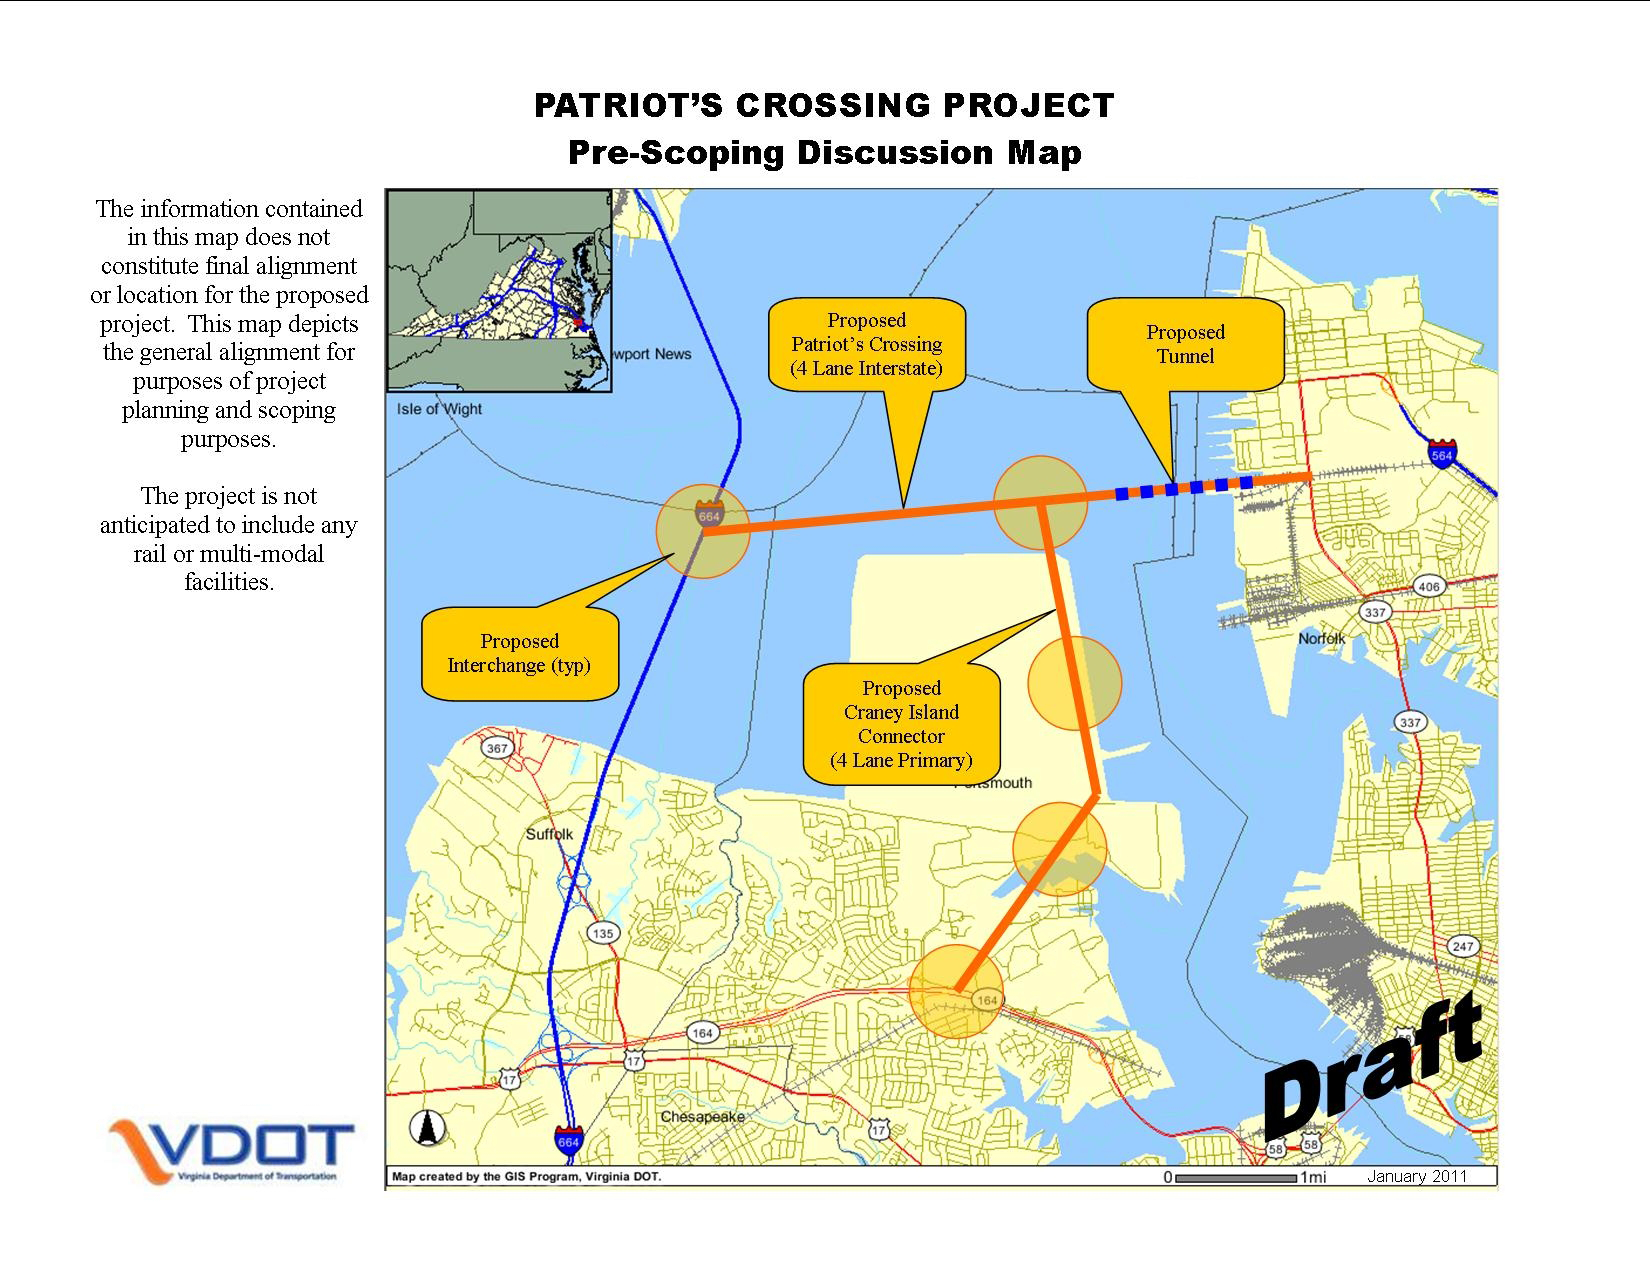 PATRIOT’S CROSSING PROJECT
Pre-Scoping Discussion Map
The information contained
in this map does not
constitute final alignment
or location for the proposed
project. This map depicts
the general alignment for
purposes of project
planning and scoping
purposes.
The project is not
anticipated to include any
rail or multi-modal
facilities.
wport News
Isle of Wight
Proposed
Patriot’s Crossing
(4 Lane Interstate)
Proposed
Tunnel
564
664
406
337
Norfolk
Proposed
Interchange (typ)
Proposed
Craney Island
Connector
(4 Lane Primary)
337
367
tsmouth
Suffolk
135
247
164
164
17
17
Chesapeake
17
664
58
58
Draft
VDOT
Virginia Department of Transportation
Map created by the GIS Program, Virginia DOT.
0 1mi
January 2011